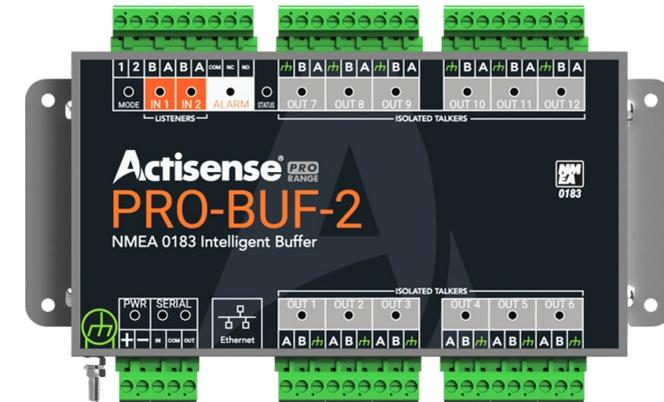 1 2 B A B A COM NC NO
B A B A B A
B A B A B A
MODE IN 1 IN 2 ALARM STATUS
OUT 7 OUT 8 OUT 9
OUT 10 OUT 11 OUT 12
LISTENERS
ISOLATED TALKERS
Actisense® PRO RANGE
PRO-BUF-2
NMEA 0183 Intelligent Buffer
NMEA
0183
ISOLATED TALKERS
PWR SERIAL
OUT 1 OUT 2 OUT 3
OUT 4 OUT 5 OUT 6
+ − IN COM OUT
Ethernet
A B A B A B
A B A B A B